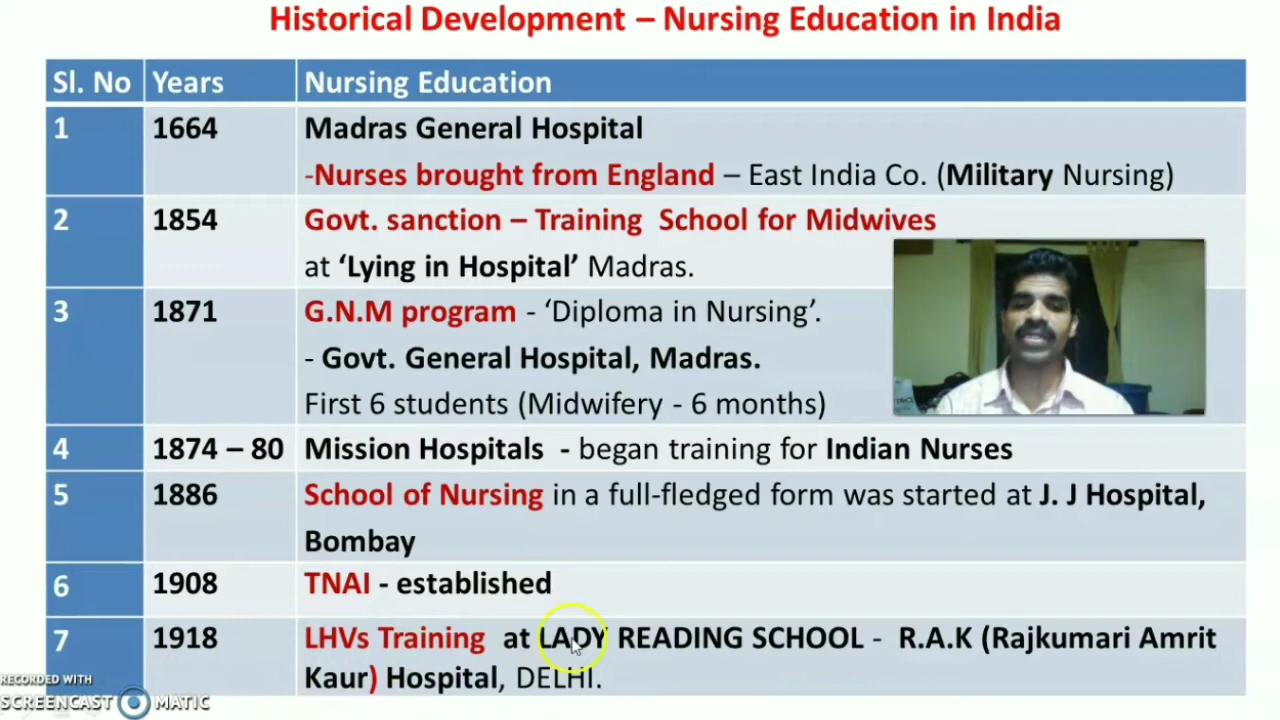 Historical Development – Nursing Education in India
Sl. No Years Nursing Education
1 1664 Madras General Hospital
-Nurses brought from England – East India Co. (Military Nursing)
2 1854 Govt. sanction – Training School for Midwives
at ‘Lying in Hospital’ Madras.
3 1871 G.N.M program - ‘Diploma in Nursing’.
- Govt. General Hospital, Madras.
First 6 students (Midwifery - 6 months)
4 1874 – 80 Mission Hospitals - began training for Indian Nurses
5 1886 School of Nursing in a full-fledged form was started at J. J Hospital,
Bombay
6 1908 TNAI - established
7 1918 LHVs Training at LADY READING SCHOOL - R.A.K (Rajkumari Amrit
Kaur) Hospital, DELHI.
RECORDED WITH
SCREENCAST MATIC